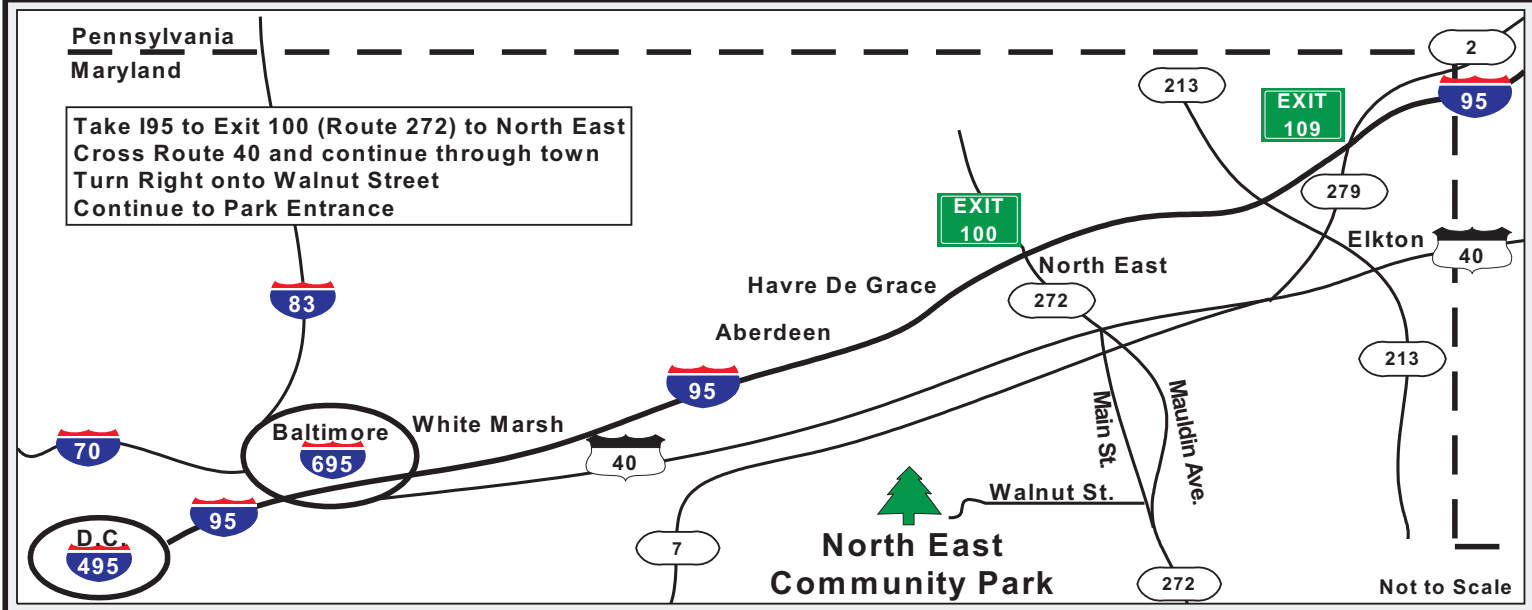 Pennsylvania
Maryland
Take I95 to Exit 100 (Route 272) to North East
Cross Route 40 and continue through town
Turn Right onto Walnut Street
Continue to Park Entrance
2
213
EXIT
109
95
279
EXIT
100
Elkton
40
North East
Havre De Grace
272
83
Aberdeen
213
95
Main St.
Mauldin Ave.
White Marsh
Baltimore
695
70
40
Walnut St.
95
D.C.
495
7
North East
Community Park
272
Not to Scale